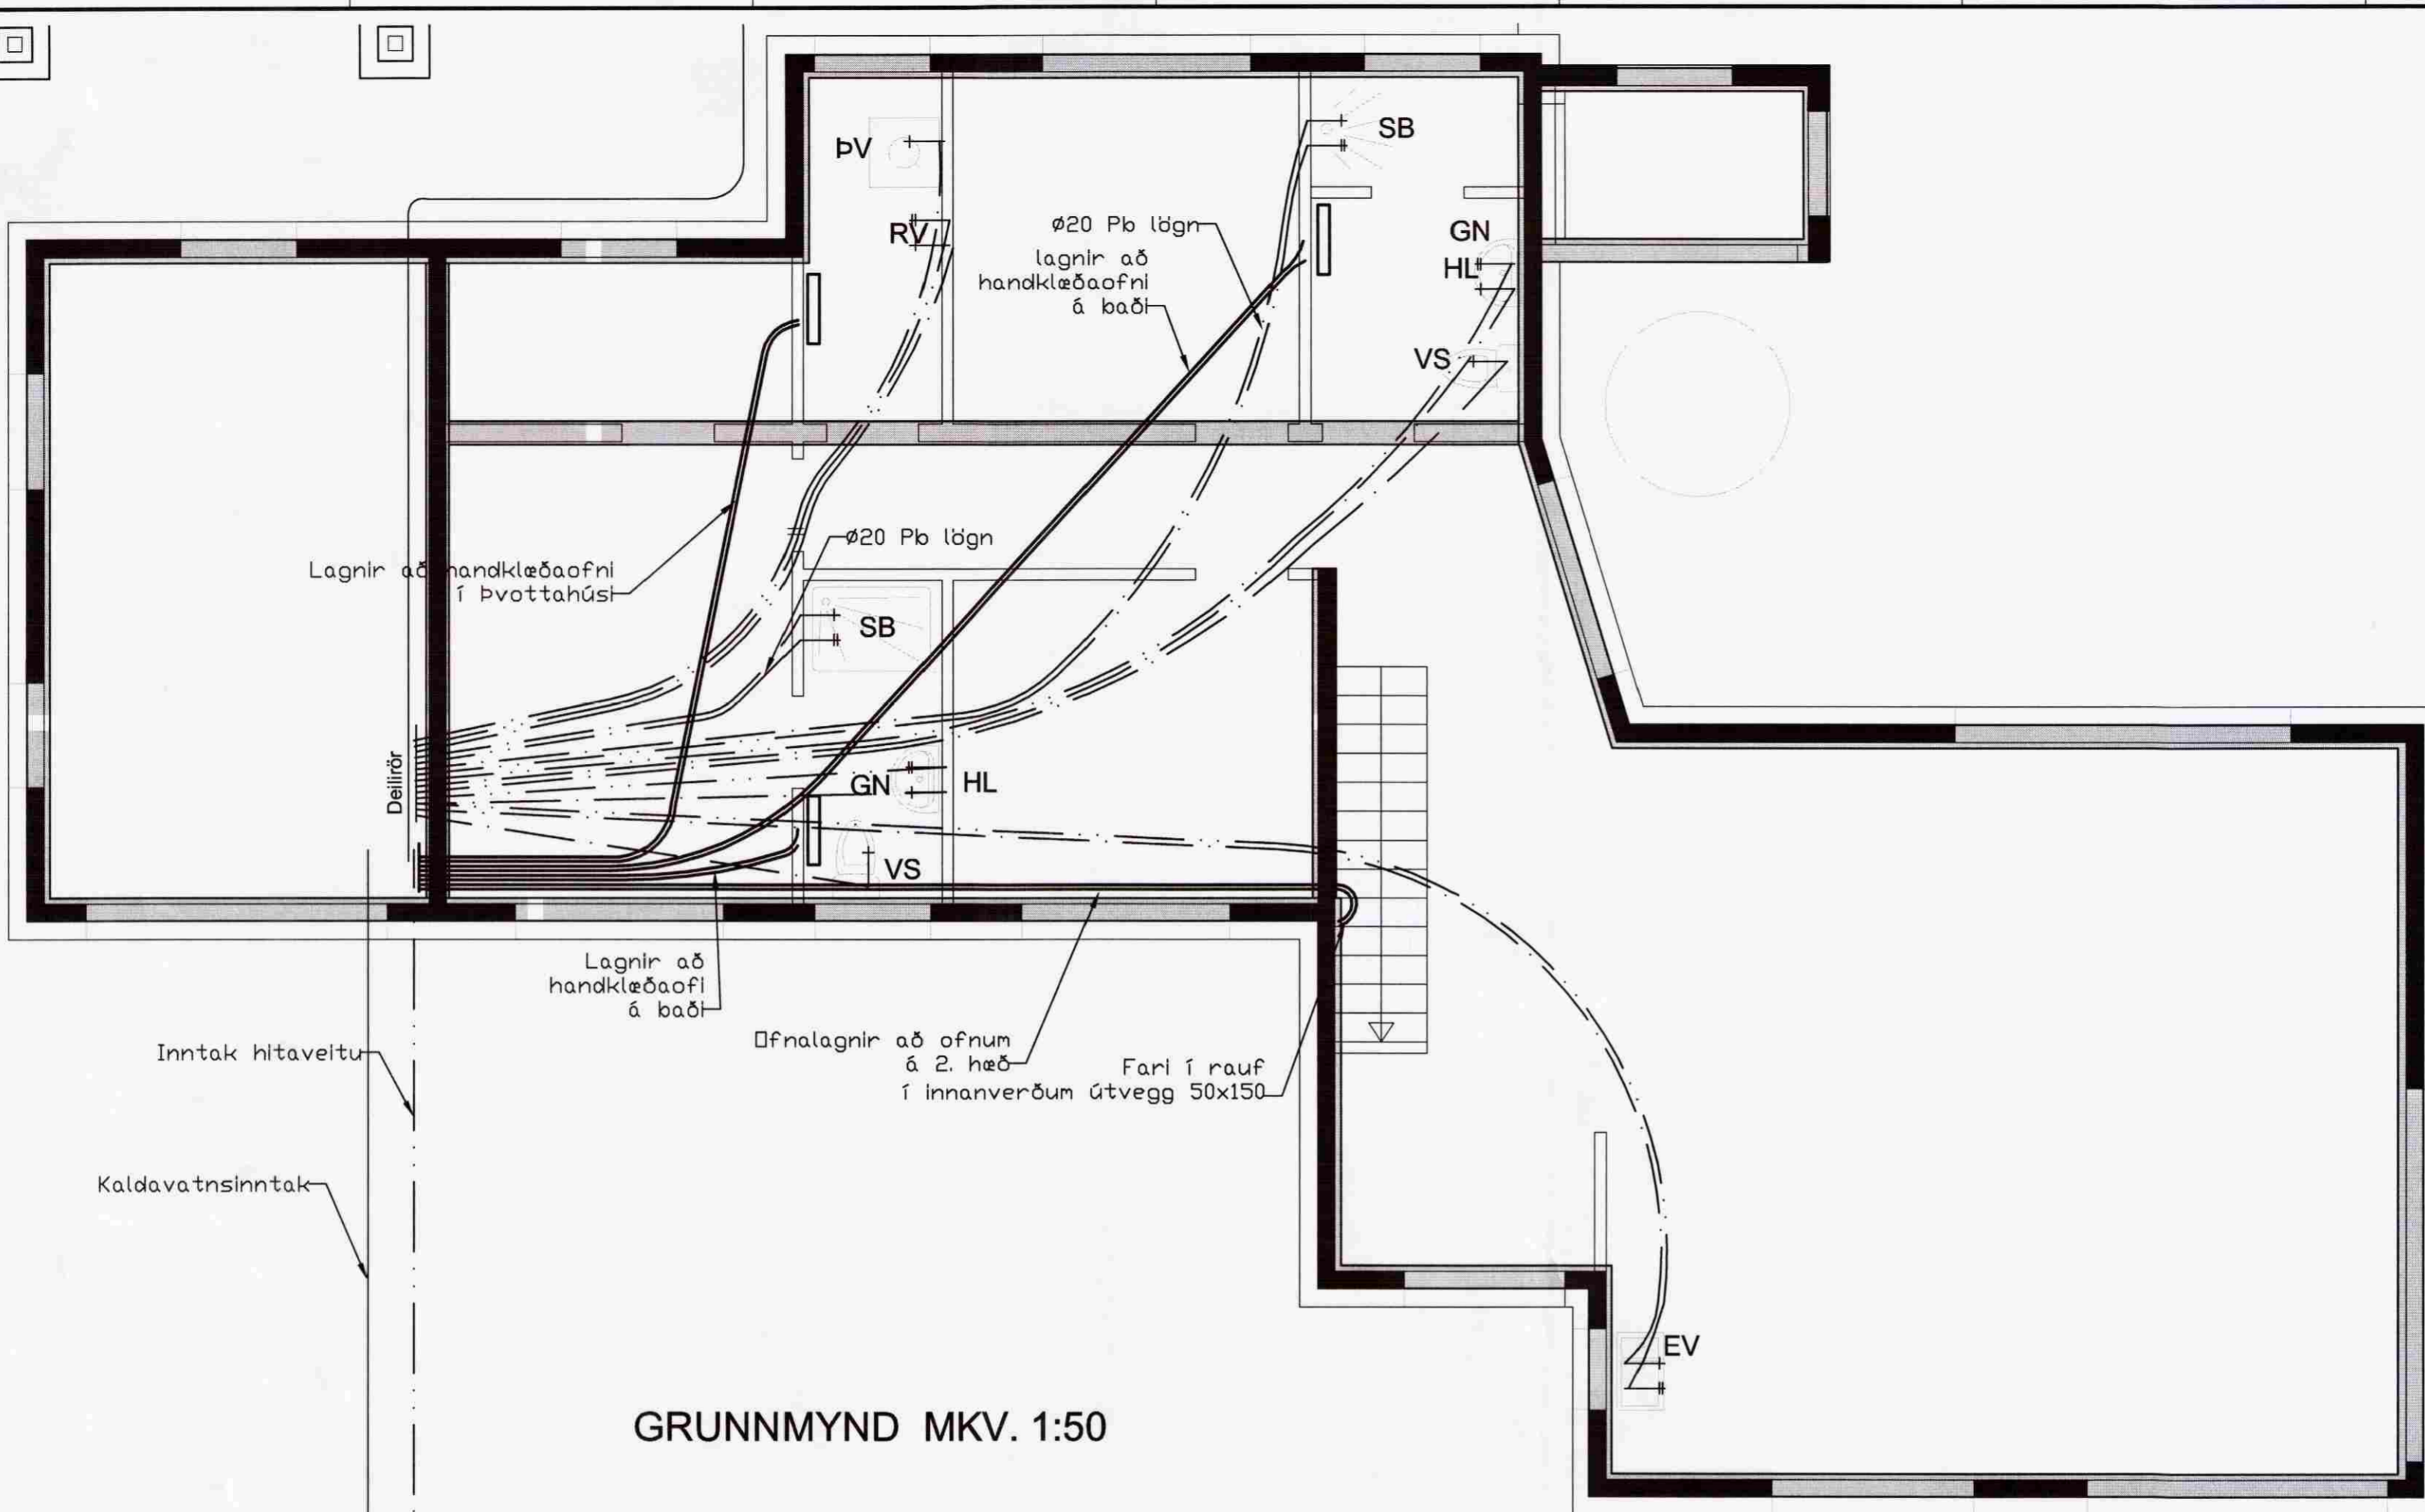 ÞV
SB
RV
ø20 Pb lögn
lagnir að
handklæðaofni
á baði
GN
HL
VS
ø20 Pb lögn
Lagnir að handklæðaofni
í Þvottahúsi
SB
Deilirör
GN
HL
VS
Lagnir að
handklæðaofi
á baði
Inntak hitaveitu
□fnalagnir að ofnum
á 2. hæð
Fari í rauf
í innanverðum útvegg 50x150
Kaldavatnsinntak
EV
GRUNNMYND MKV. 1:50